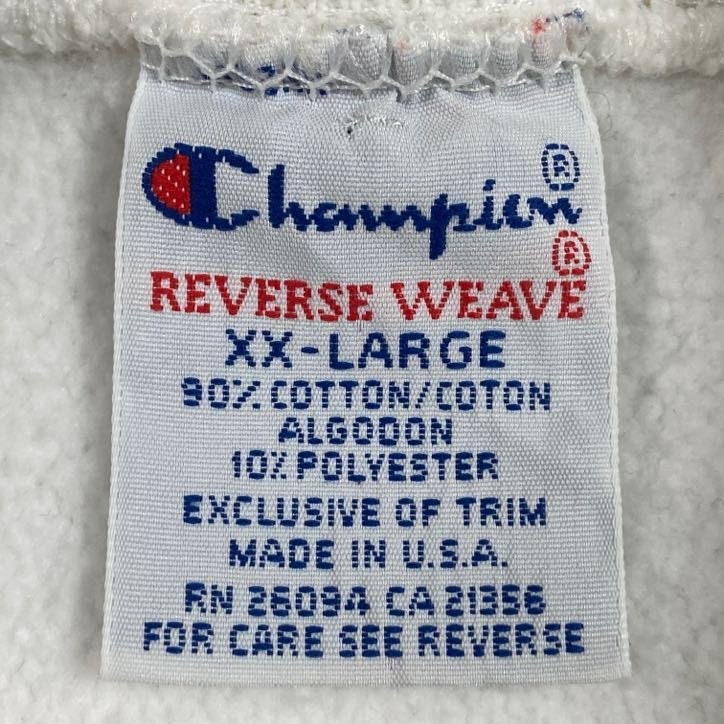 Champion®
REVERSE WEAVE®
XX-LARGE
90% COTTON/COTON
ALGODON
10% POLYESTER
EXCLUSIVE OF TRIM
MADE IN U.S.A.
RN 26094 CA 21356
FOR CARE SEE REVERSE